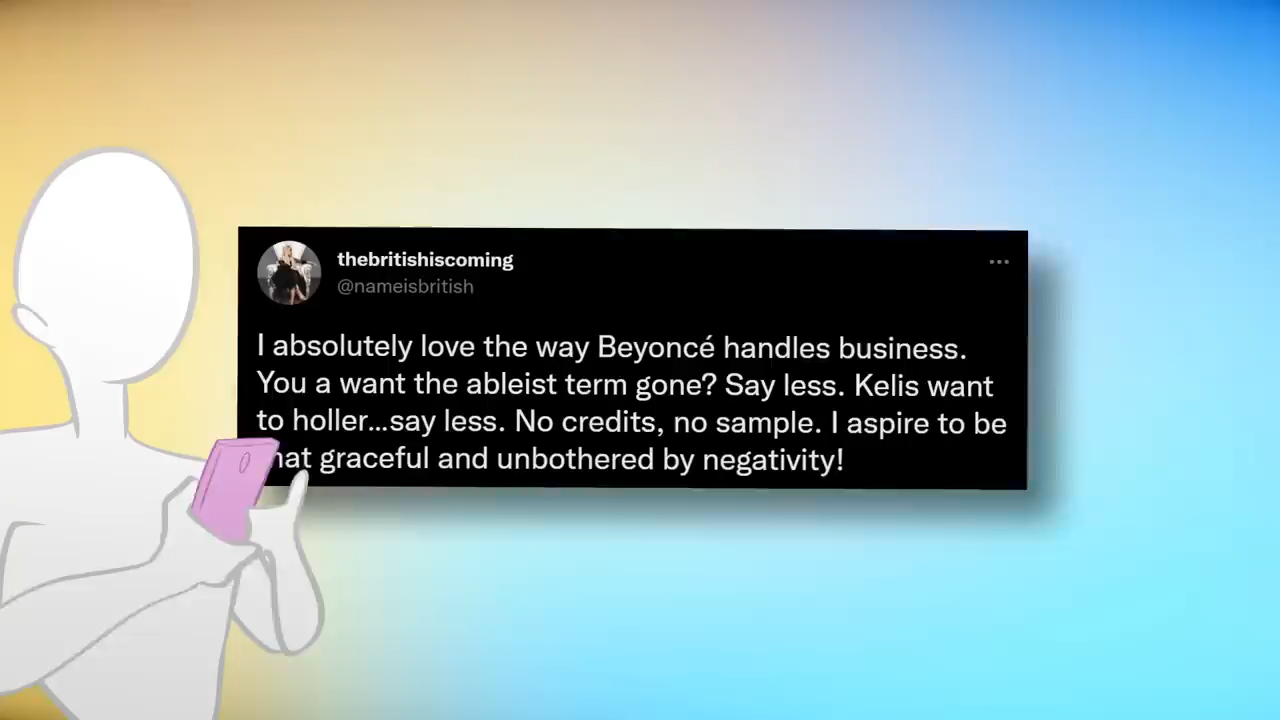 thebritishiscoming
@nameisbritish
I absolutely love the way Beyoncé handles business.
You a want the ableist term gone? Say less. Kelis want
to holler...say less. No credits, no sample. I aspire to be
graceful and unbothered by negativity!